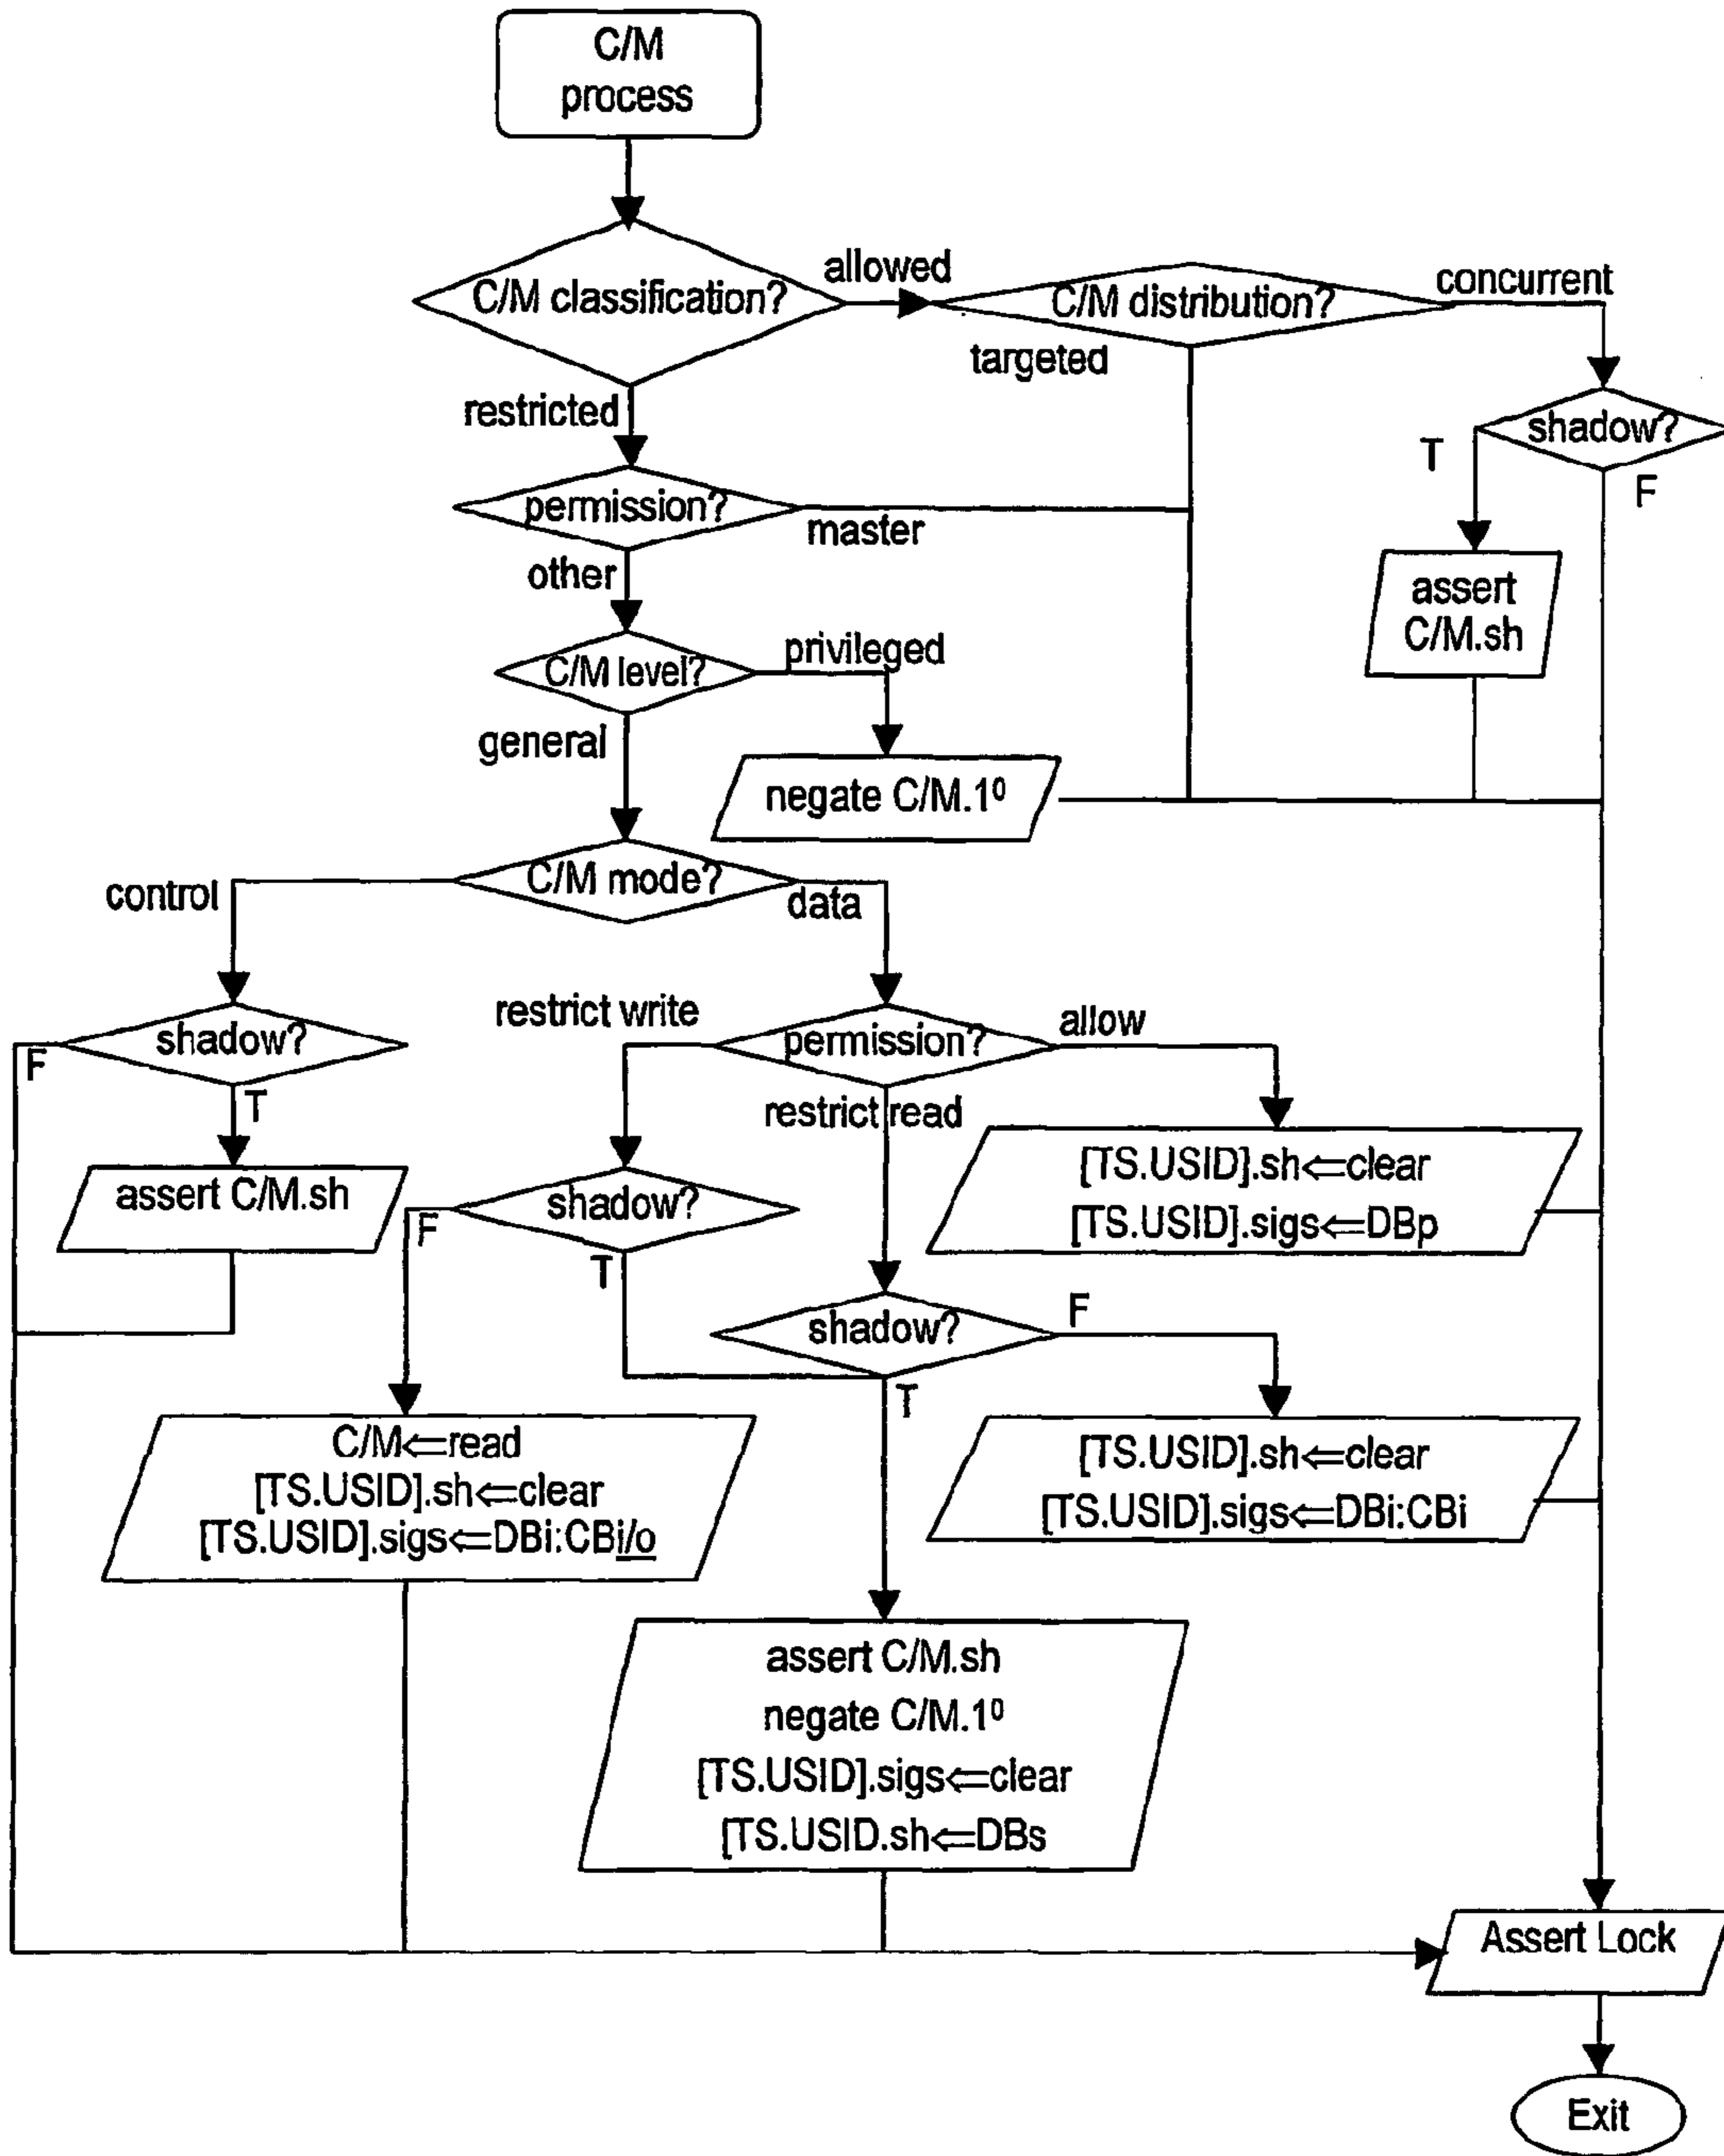 C/M
process
C/M classification?
allowed
C/M distribution?
concurrent
targeted
restricted
shadow?
T
F
permission?
master
other
assert
C/M.sh
C/M level?
privileged
general
negate C/M.1⁰
C/M mode?
control
data
restrict write
permission?
allow
shadow?
F
T
restrict read
[TS.USID].sh⇐clear
[TS.USID].sigs⇐DBp
assert C/M.sh
shadow?
F
T
shadow?
F
T
C/M⇐read
[TS.USID].sh⇐clear
[TS.USID].sigs⇐DBi:CBi/o
[TS.USID].sh⇐clear
[TS.USID].sigs⇐DBi:CBi
assert C/M.sh
negate C/M.1⁰
[TS.USID].sigs⇐clear
[TS.USID.sh⇐DBs
Assert Lock
Exit